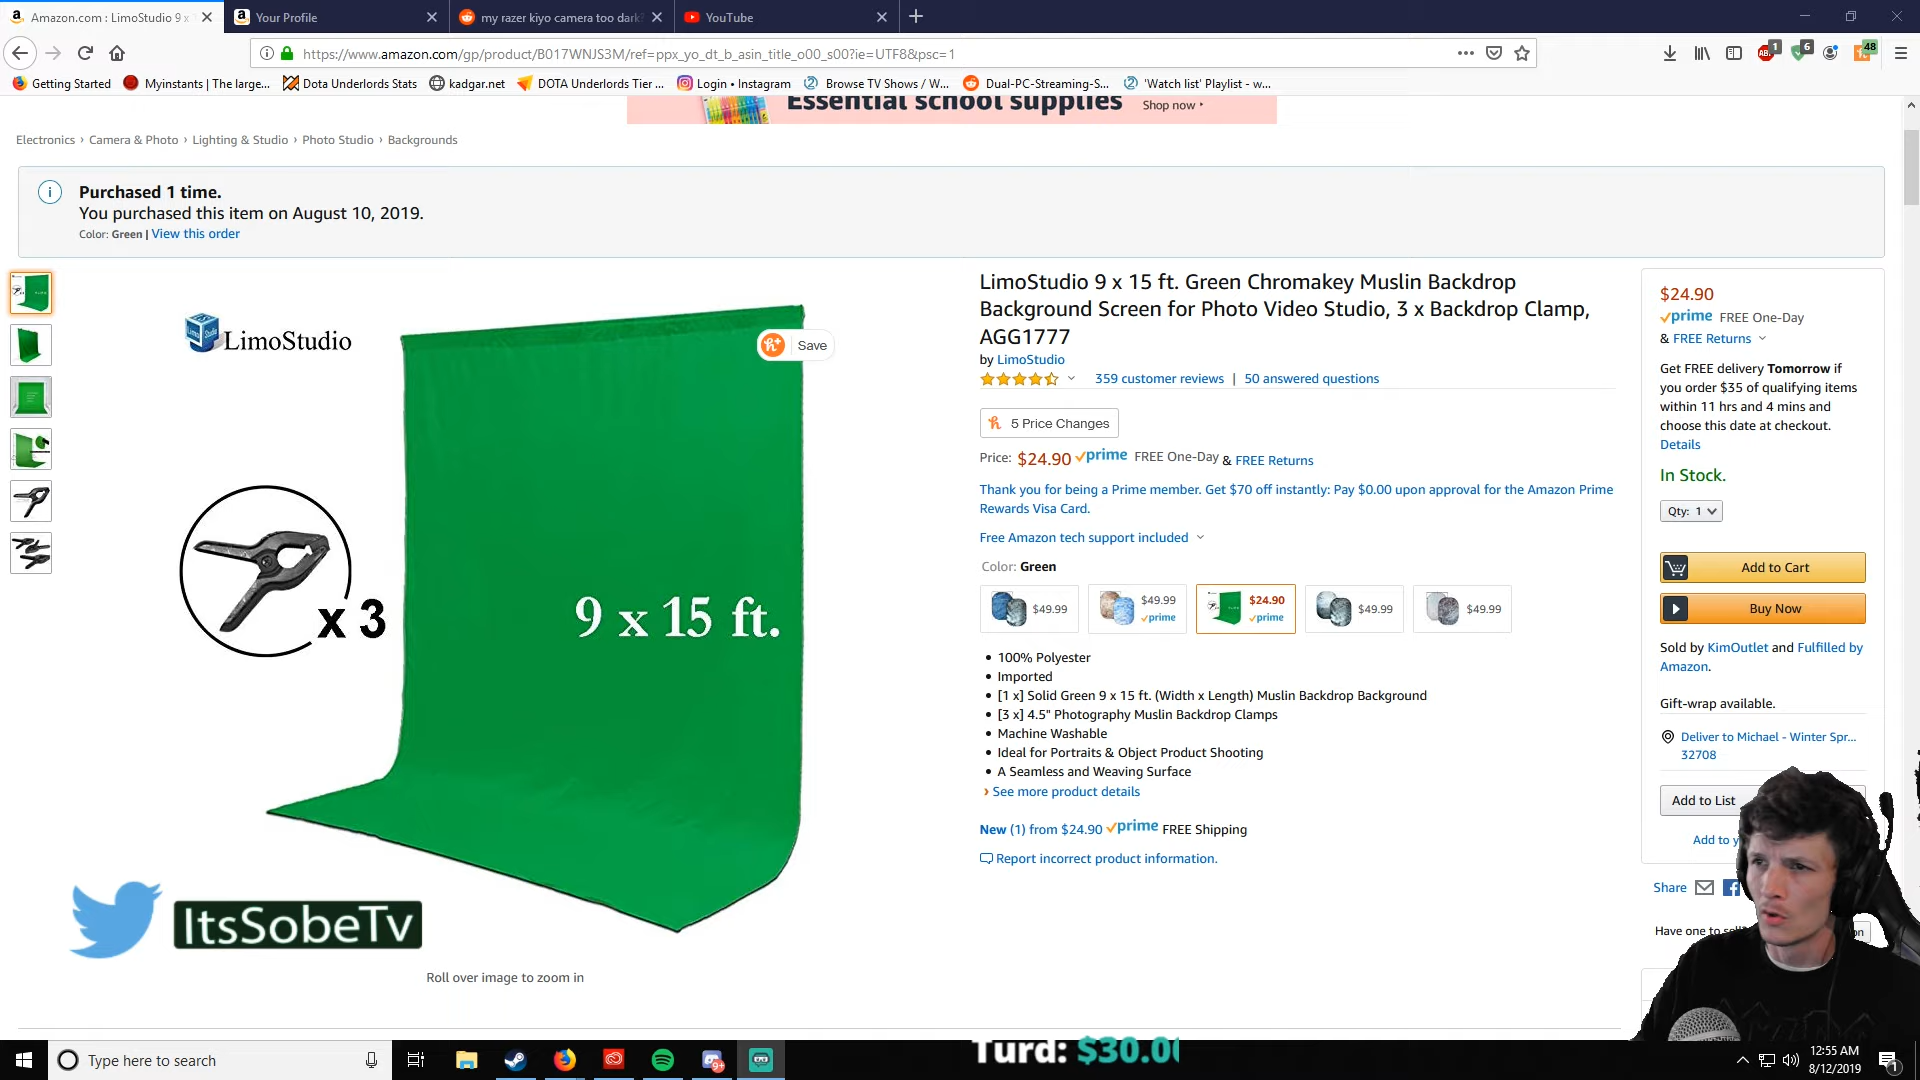 Amazon.com : LimoStudio 9 x
Your Profile
my razer kiyo camera too dark
YouTube
https://www.amazon.com/gp/product/B017WNJS3M/ref=ppx_yo_dt_b_asin_title_o00_s00?ie=UTF8&psc=1
1
6
48
Getting Started
Myinstants | The large...
Dota Underlords Stats
kadgar.net
DOTA Underlords Tier ...
Login • Instagram
Browse TV Shows / W...
Dual-PC-Streaming-S...
'Watch list' Playlist - w...
Essential school supplies
Shop now ›
Electronics › Camera & Photo › Lighting & Studio › Photo Studio › Backgrounds
Purchased 1 time.
You purchased this item on August 10, 2019.
Color: Green | View this order
LimoStudio
Save
x 3
9 x 15 ft.
ItsSobeTv
Roll over image to zoom in
LimoStudio 9 x 15 ft. Green Chromakey Muslin Backdrop
Background Screen for Photo Video Studio, 3 x Backdrop Clamp,
AGG1777
by LimoStudio
359 customer reviews | 50 answered questions
5 Price Changes
Price: $24.90 prime FREE One-Day & FREE Returns
Thank you for being a Prime member. Get $70 off instantly: Pay $0.00 upon approval for the Amazon Prime
Rewards Visa Card.
Free Amazon tech support included
Color: Green
$49.99
$49.99 prime
$24.90 prime
$49.99
$49.99
• 100% Polyester
• Imported
• [1 x] Solid Green 9 x 15 ft. (Width x Length) Muslin Backdrop Background
• [3 x] 4.5" Photography Muslin Backdrop Clamps
• Machine Washable
• Ideal for Portraits & Object Product Shooting
• A Seamless and Weaving Surface
› See more product details
New (1) from $24.90 prime FREE Shipping
Report incorrect product information.
$24.90
prime FREE One-Day
& FREE Returns
Get FREE delivery Tomorrow if
you order $35 of qualifying items
within 11 hrs and 4 mins and
choose this date at checkout.
Details
In Stock.
Qty: 1
Add to Cart
Buy Now
Sold by KimOutlet and Fulfilled by
Amazon.
Gift-wrap available.
Deliver to Michael - Winter Spr...
32708
Add to List
Add to
Share
Have one to sell?
Type here to search
9+
Turd: $30.00
12:55 AM
8/12/2019
1